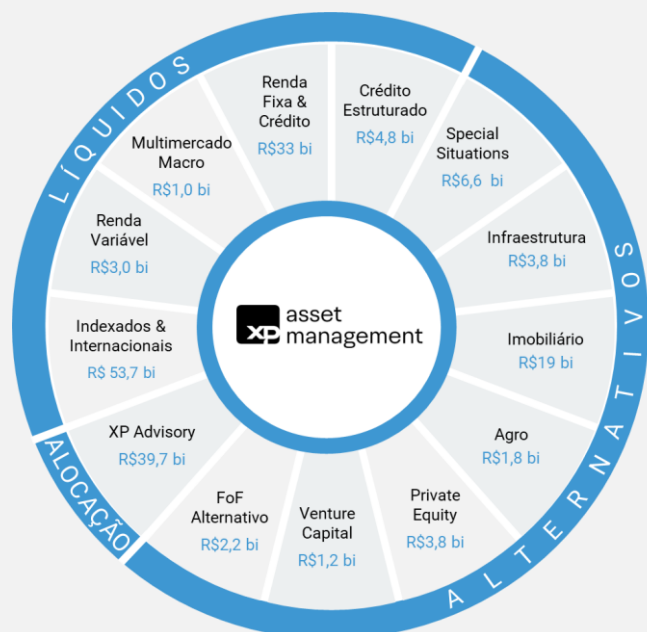 LÍQUIDOS
Renda
Fixa &
Crédito
R$33 bi
Crédito
Estruturado
R$4,8 bi
Multimercado
Macro
R$1,0 bi
Renda
Variável
R$3,0 bi
Indexados &
Internacionais
R$ 53,7 bi
ALTERNATIVOS
Special
Situations
R$6,6 bi
Infraestrutura
R$3,8 bi
Imobiliário
R$19 bi
Agro
R$1,8 bi
Private
Equity
R$3,8 bi
Venture
Capital
R$1,2 bi
FoF
Alternativo
R$2,2 bi
ALOCAÇÃO
XP Advisory
R$39,7 bi
xp asset
management